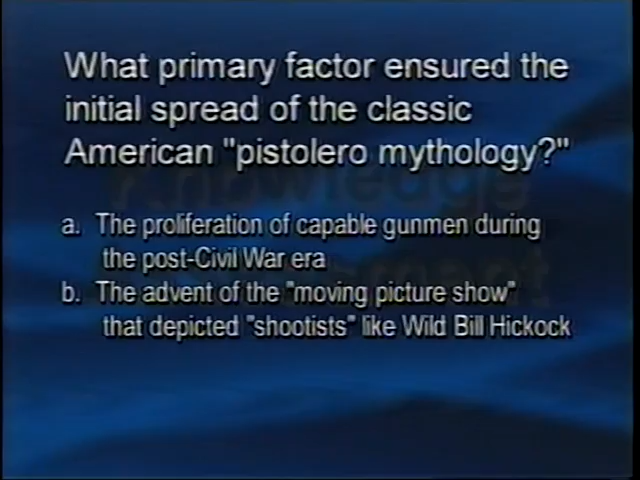 What primary factor ensured the
initial spread of the classic
American "pistolero mythology?"
Knowledge
a. The proliferation of capable gunmen during
the post-Civil War era
b. The advent of the "moving picture show"
that depicted "shootists" like Wild Bill Hickock